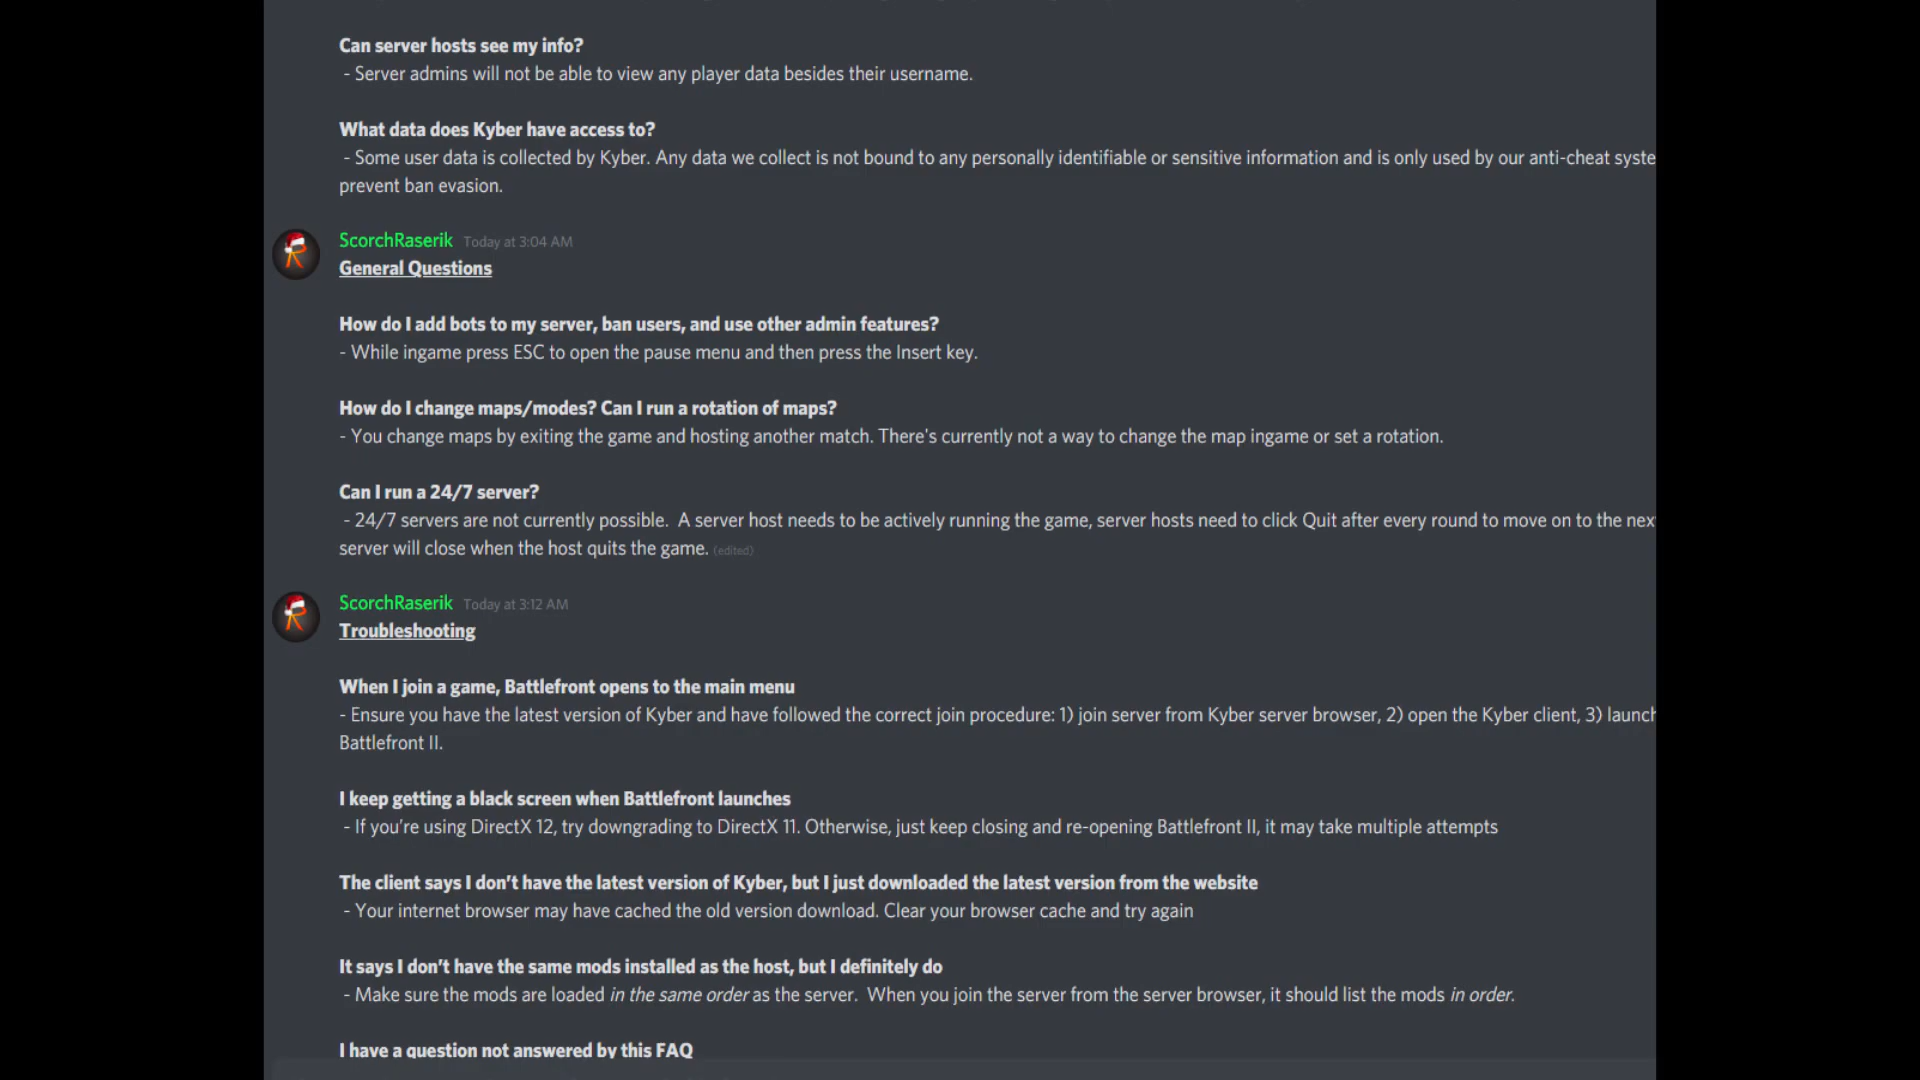 Can server hosts see my info?
- Server admins will not be able to view any player data besides their username.
What data does Kyber have access to?
- Some user data is collected by Kyber. Any data we collect is not bound to any personally identifiable or sensitive information and is only used by our anti-cheat syste
prevent ban evasion.
ScorchRaserik Today at 3:04 AM
General Questions
How do I add bots to my server, ban users, and use other admin features?
- While ingame press ESC to open the pause menu and then press the Insert key.
How do I change maps/modes? Can I run a rotation of maps?
- You change maps by exiting the game and hosting another match. There's currently not a way to change the map ingame or set a rotation.
Can I run a 24/7 server?
- 24/7 servers are not currently possible.  A server host needs to be actively running the game, server hosts need to click Quit after every round to move on to the nex
server will close when the host quits the game. (edited)
ScorchRaserik Today at 3:12 AM
Troubleshooting
When I join a game, Battlefront opens to the main menu
- Ensure you have the latest version of Kyber and have followed the correct join procedure: 1) join server from Kyber server browser, 2) open the Kyber client, 3) launch
Battlefront II.
I keep getting a black screen when Battlefront launches
- If you’re using DirectX 12, try downgrading to DirectX 11. Otherwise, just keep closing and re-opening Battlefront II, it may take multiple attempts
The client says I don’t have the latest version of Kyber, but I just downloaded the latest version from the website
- Your internet browser may have cached the old version download. Clear your browser cache and try again
It says I don’t have the same mods installed as the host, but I definitely do
- Make sure the mods are loaded in the same order as the server.  When you join the server from the server browser, it should list the mods in order.
I have a question not answered by this FAQ